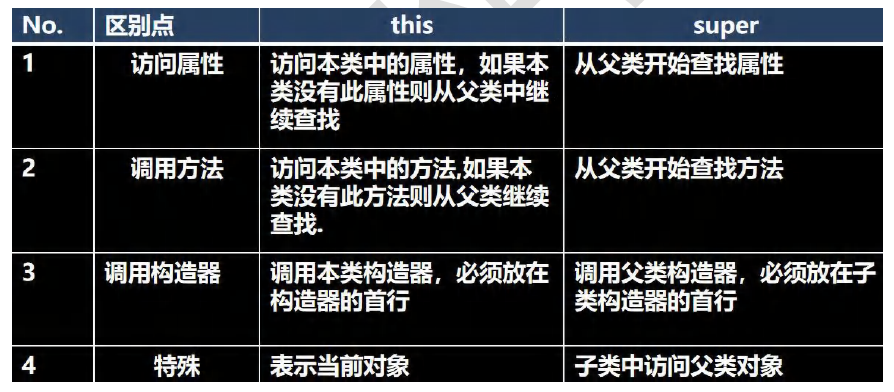 No. 区别点 this super
1 访问属性 访问本类中的属性，如果本 从父类开始查找属性
类没有此属性则从父类中继
续查找
2 调用方法 访问本类中的方法,如果本 从父类开始查找方法
类没有此方法则从父类继续
查找.
3 调用构造器 调用本类构造器，必须放在 调用父类构造器，必须放在子
构造器的首行 类构造器的首行
4 特殊 表示当前对象 子类中访问父类对象